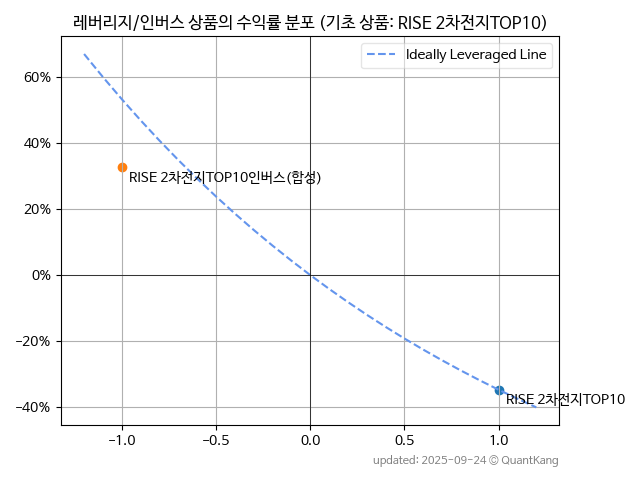 레버리지/인버스 상품의 수익률 분포 (기초 상품: RISE 2차전지TOP10)
Ideally Leveraged Line
60%
40%
RISE 2차전지TOP10인버스(합성)
20%
0%
−20%
RISE 2차전지TOP10
−40%
−1.0 −0.5 0.0 0.5 1.0
updated: 2025-09-24 © QuantKang